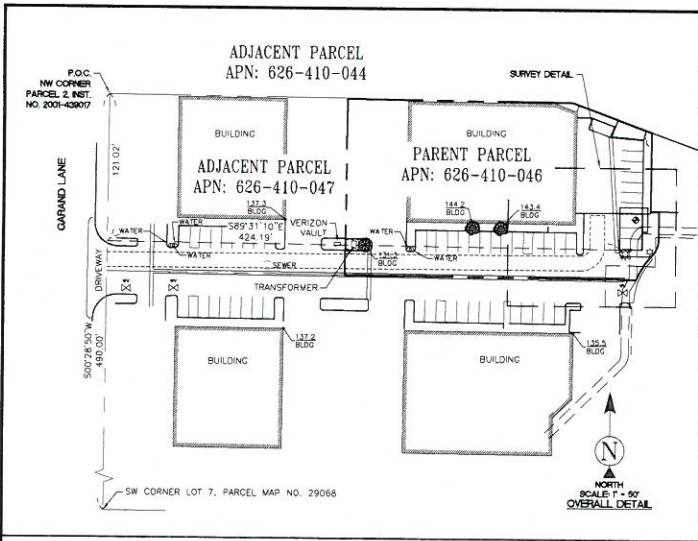 ADJACENT PARCEL
APN: 626-410-044
P.O.C.
NW CORNER
PARCEL 2, INST.
NO. 2001-439017
SURVEY DETAIL
BUILDING
BUILDING
GARAND LANE
121.02'
ADJACENT PARCEL
APN: 626-410-047
PARENT PARCEL
APN: 626-410-046
137.3
BLDG
144.2
BLDG
143.4
BLDG
WATER
WATER
WATER
S89°31'10"E
424.19'
VERIZON
VAULT
WATER
WATER
BLDG
SEWER
TRANSFORMER
DRIVEWAY
S00°28'50"W
490.00'
137.2
BLDG
135.5
BLDG
BUILDING
BUILDING
SW CORNER LOT 7, PARCEL MAP NO. 29068
N
NORTH
SCALE: 1" = 50'
OVERALL DETAIL